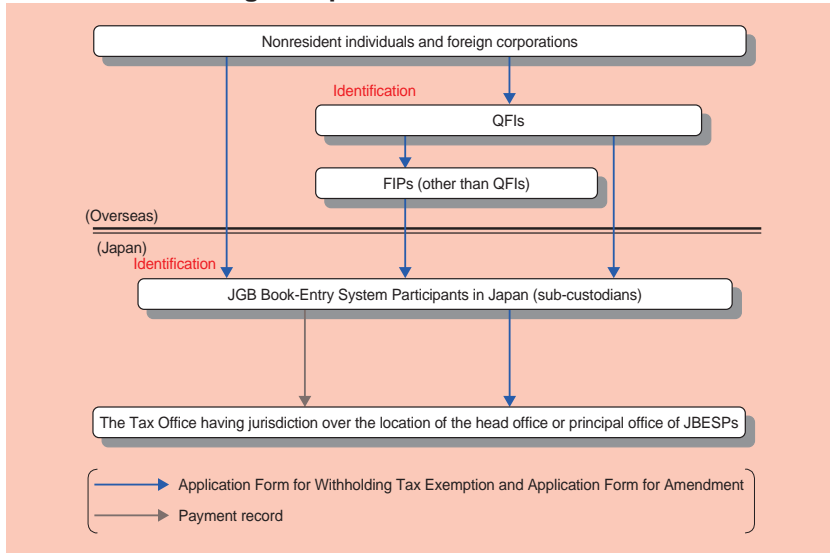 Nonresident individuals and foreign corporations
Identification
QFIs
FIPs (other than QFIs)
(Overseas)
(Japan)
Identification
JGB Book-Entry System Participants in Japan (sub-custodians)
The Tax Office having jurisdiction over the location of the head office or principal office of JBESPs
Application Form for Withholding Tax Exemption and Application Form for Amendment
Payment record